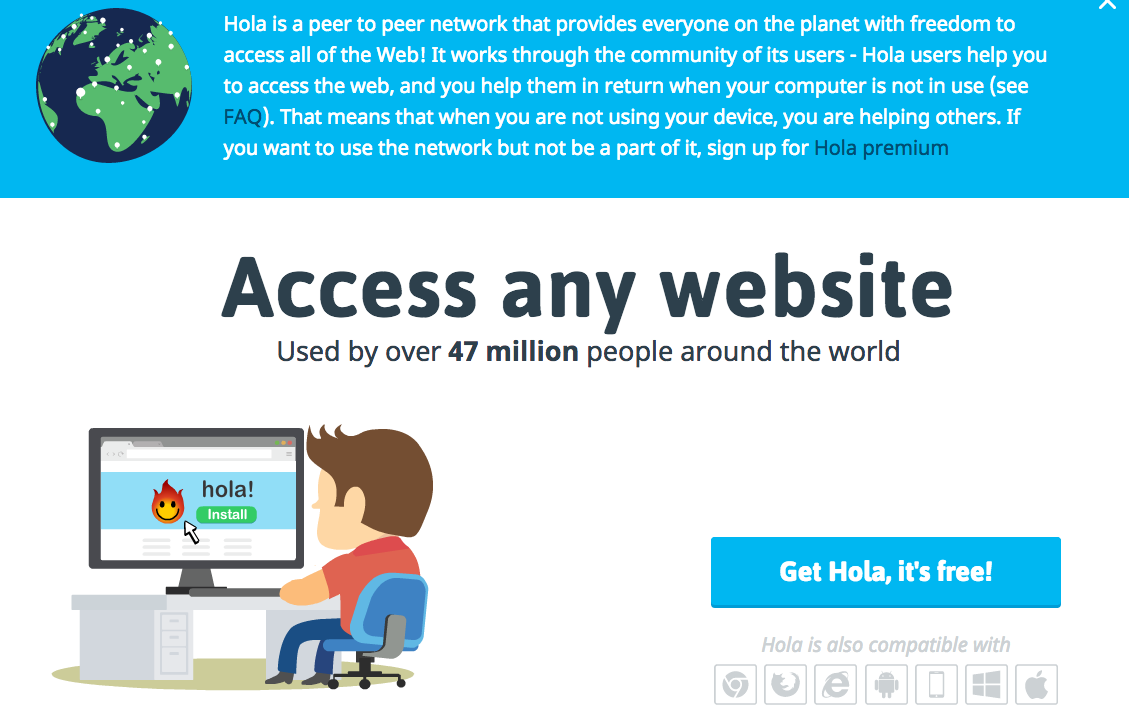 Hola is a peer to peer network that provides everyone on the planet with freedom to
access all of the Web! It works through the community of its users - Hola users help you
to access the web, and you help them in return when your computer is not in use (see
FAQ). That means that when you are not using your device, you are helping others. If
you want to use the network but not be a part of it, sign up for Hola premium
Access any website
Used by over 47 million people around the world
hola!
Install
Get Hola, it's free!
Hola is also compatible with